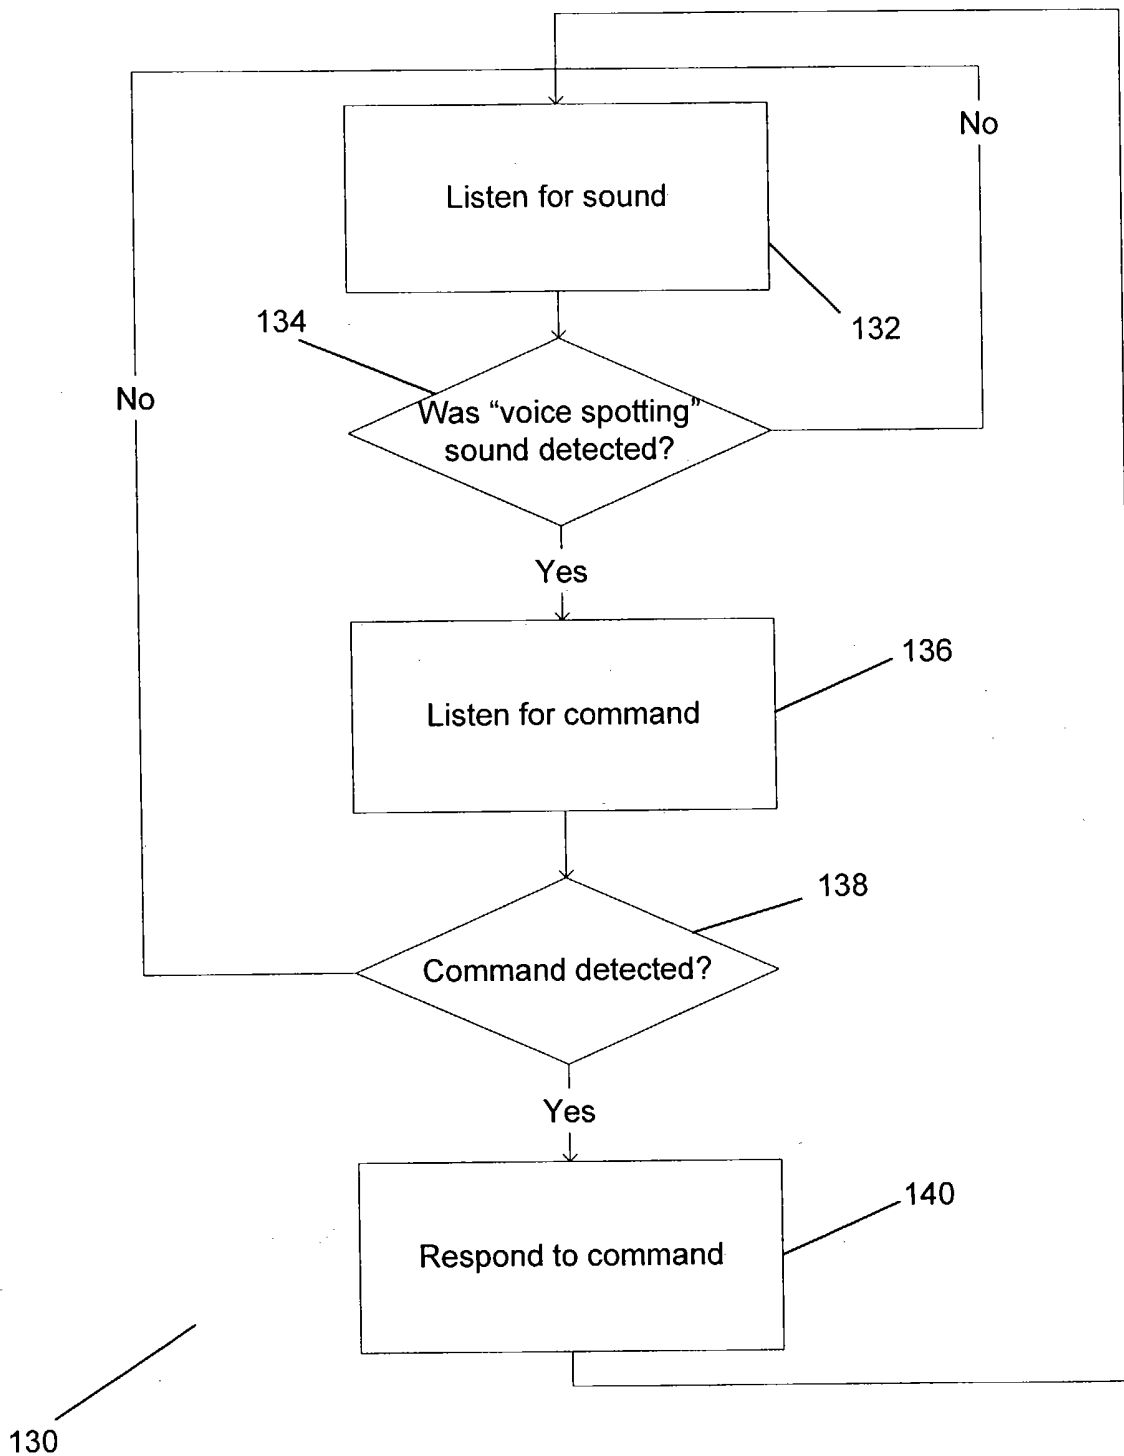 No
Listen for sound
132
134
No
Was “voice spotting”
sound detected?
Yes
136
Listen for command
138
Command detected?
Yes
140
Respond to command
130